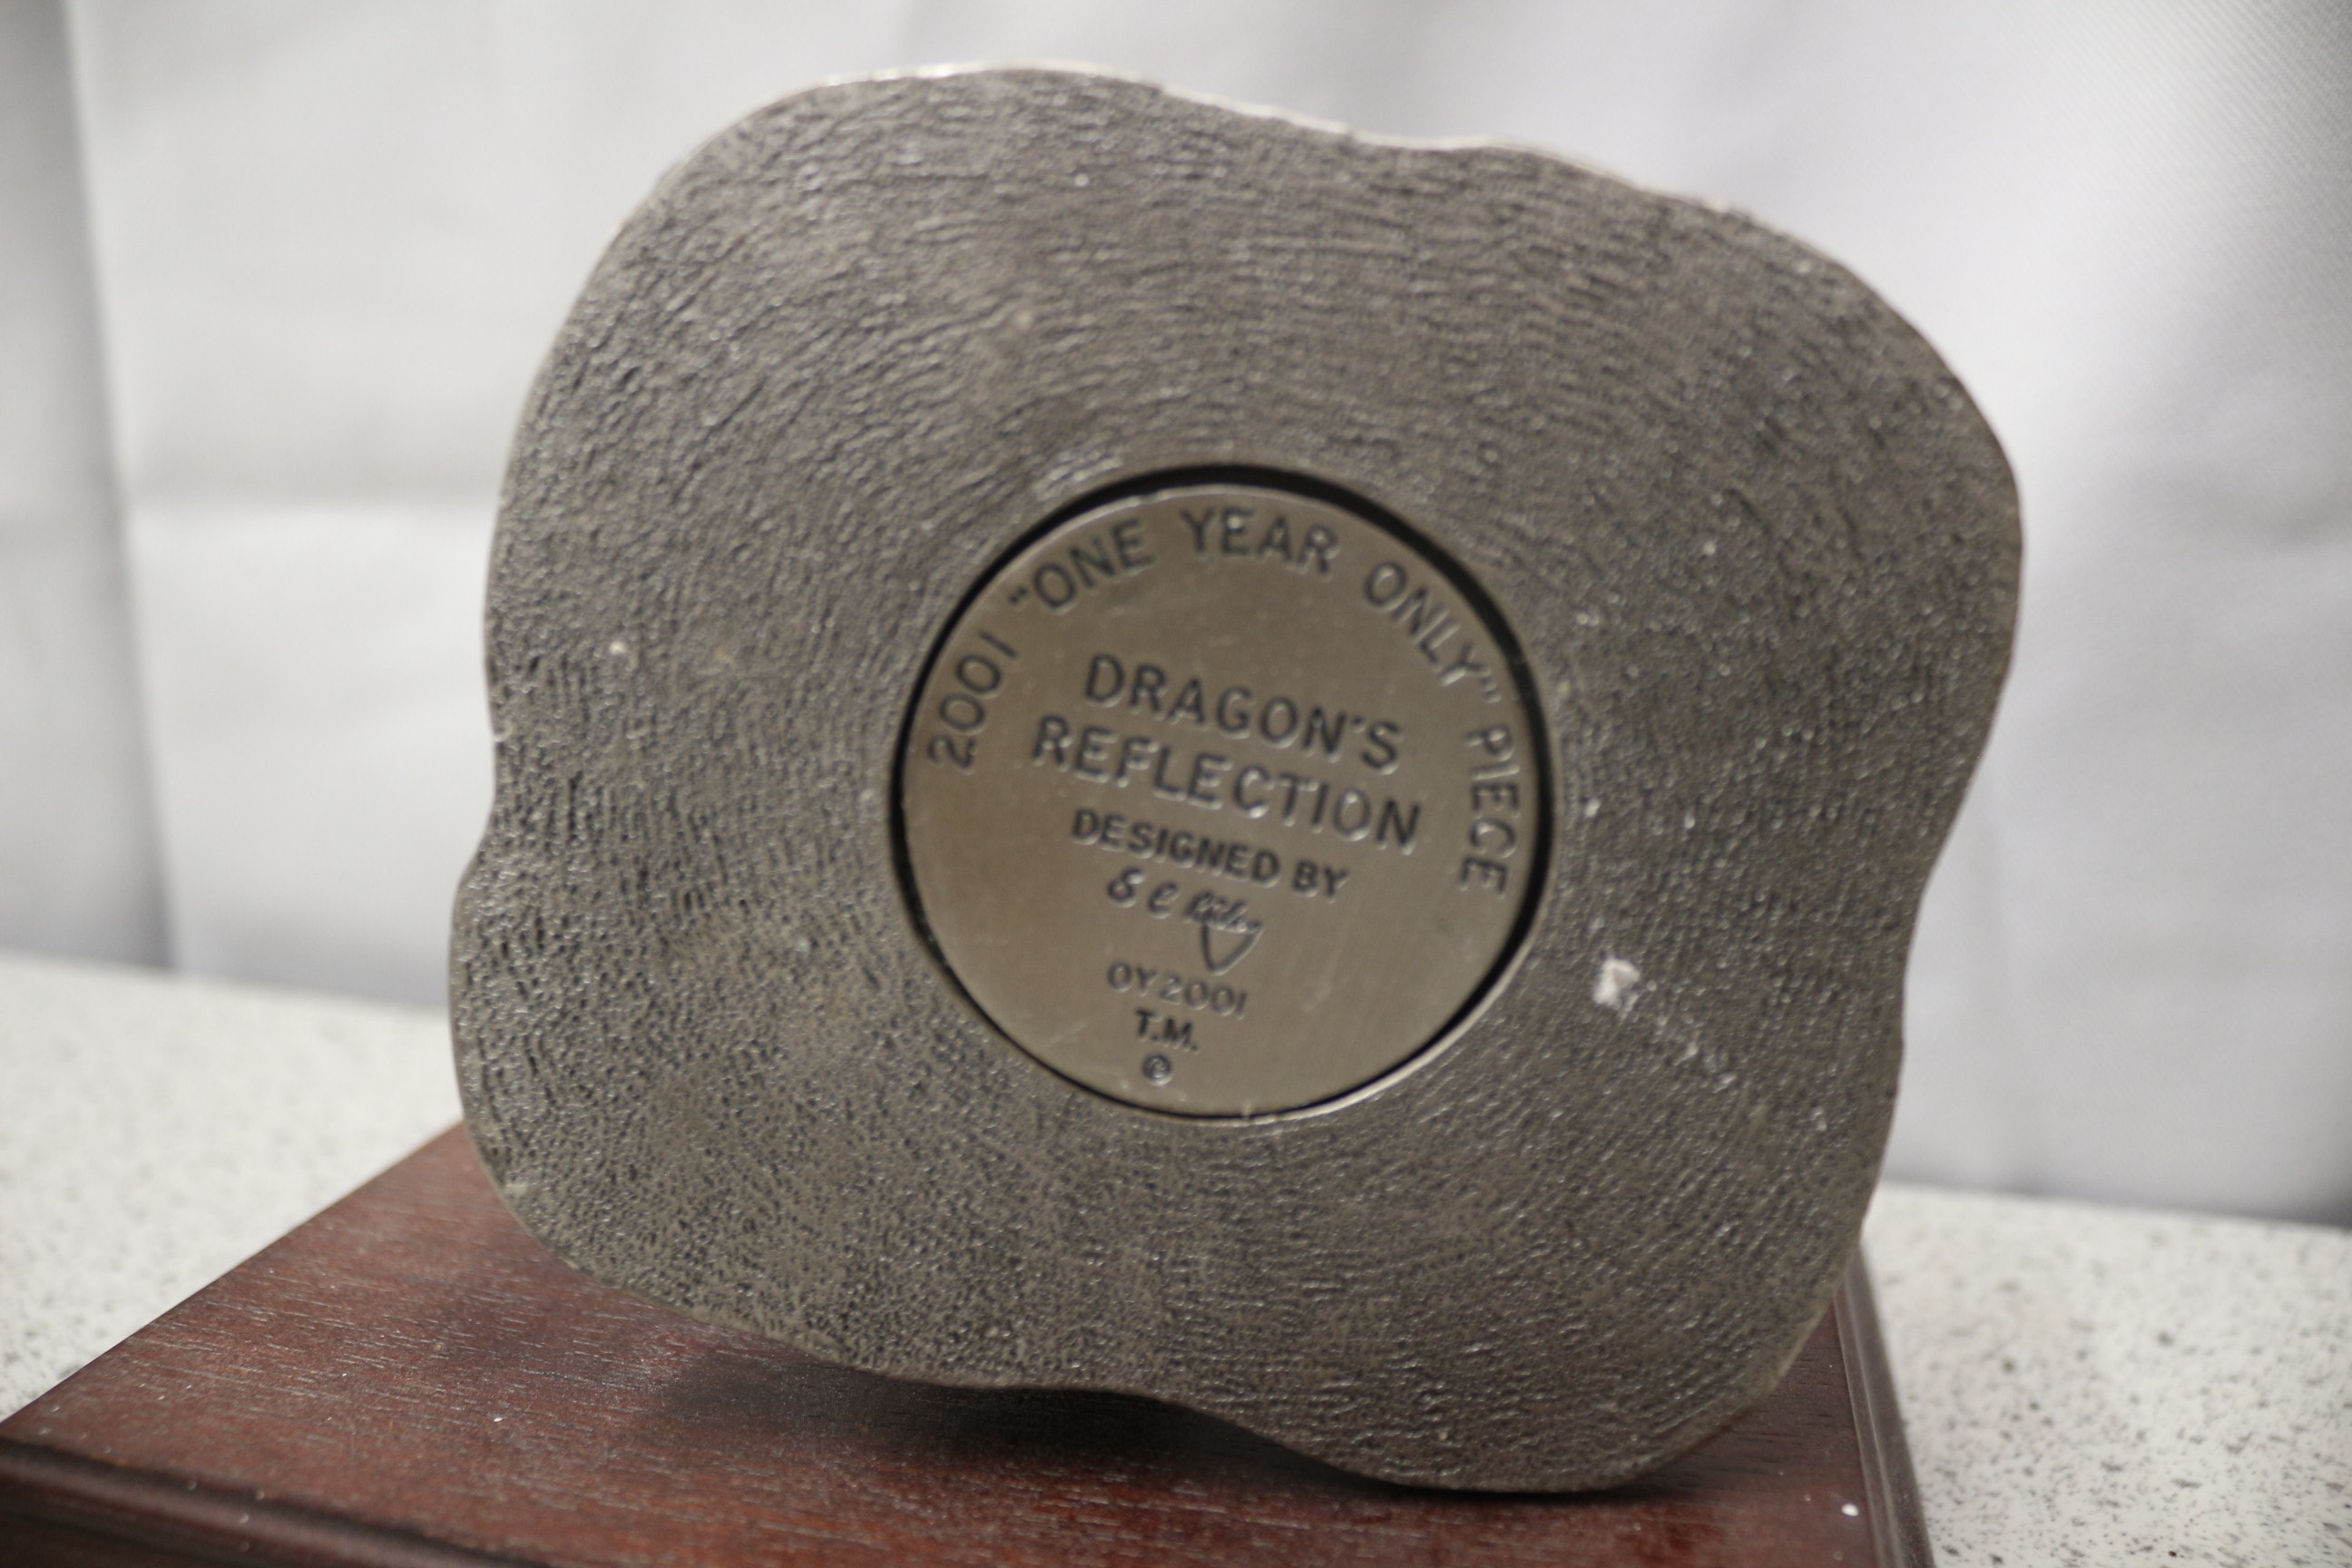 2001 "ONE YEAR ONLY" PIECE
DRAGON'S
REFLECTION
DESIGNED BY
OY2001
T.M.
©